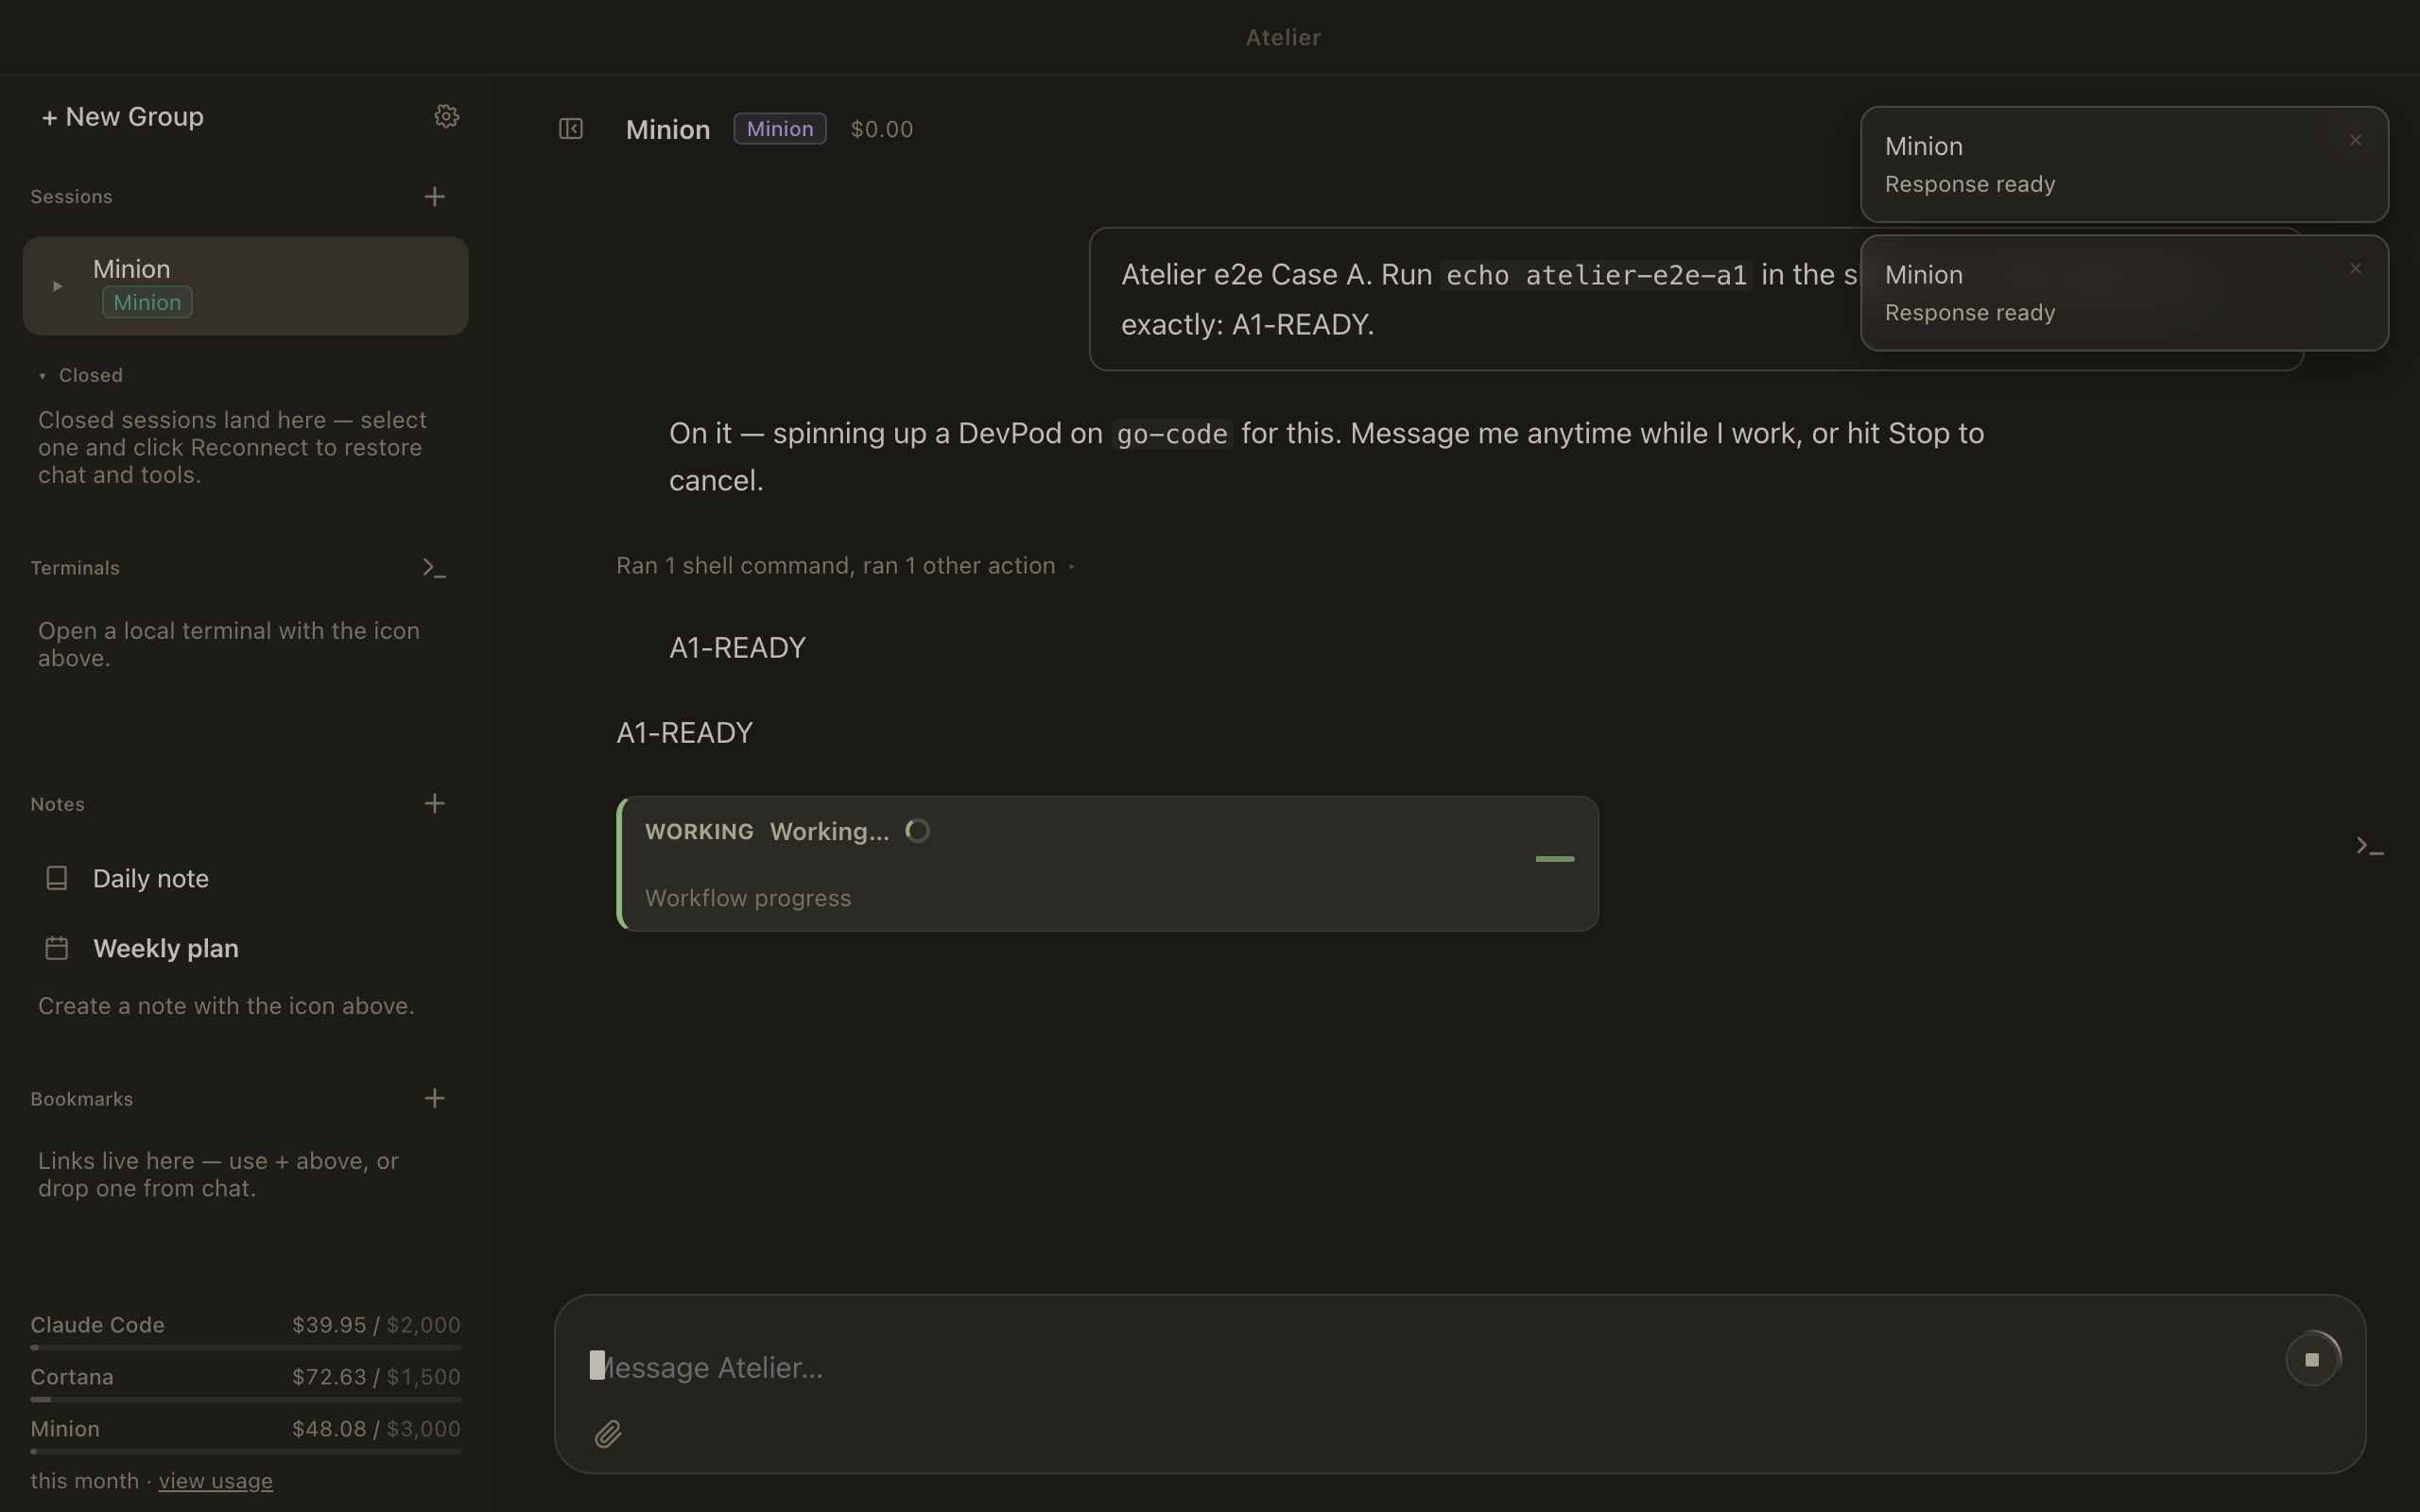 Atelier
+ New Group
Sessions
Minion
Minion
Closed
Closed sessions land here — select
one and click Reconnect to restore
chat and tools.
Terminals
Open a local terminal with the icon
above.
Notes
Daily note
Weekly plan
Create a note with the icon above.
Bookmarks
Links live here — use + above, or
drop one from chat.
Claude Code $39.95 / $2,000
Cortana $72.63 / $1,500
Minion $48.08 / $3,000
this month · view usage
Minion Minion $0.00
Minion
Response ready
Minion
Response ready
Atelier e2e Case A. Run echo atelier-e2e-a1 in the s
exactly: A1-READY.
On it — spinning up a DevPod on go-code for this. Message me anytime while I work, or hit Stop to
cancel.
Ran 1 shell command, ran 1 other action
A1-READY
A1-READY
WORKING Working...
Workflow progress
Message Atelier...